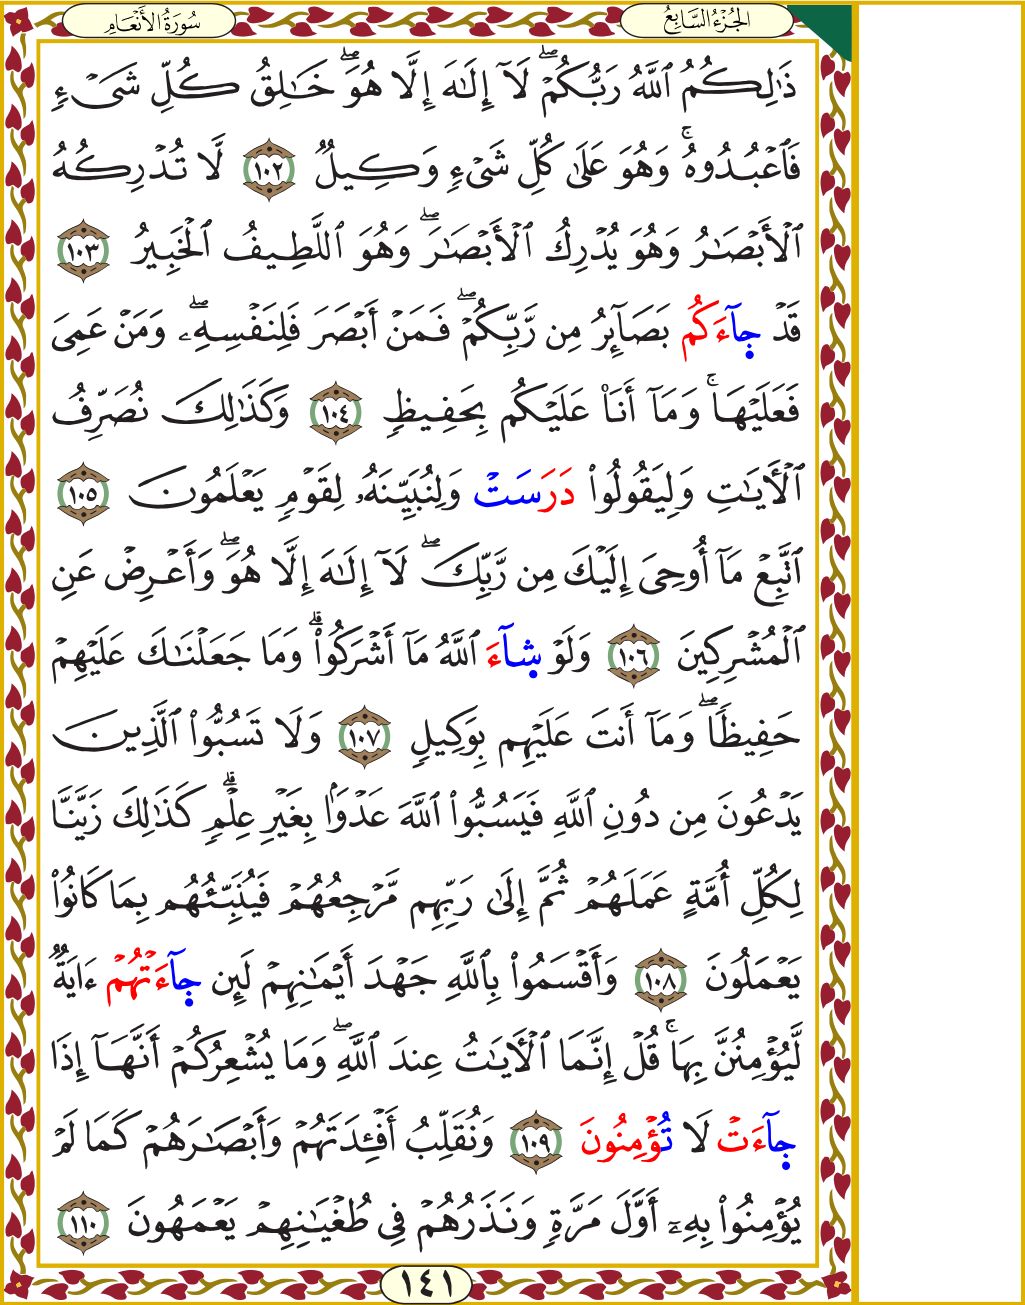 سُورَةُ الأَنْعَامِ
الجُزْءُ السَّابِعُ
ذَٰلِكُمُ ٱللَّهُ رَبُّكُمْۖ لَآ إِلَٰهَ إِلَّا هُوَۖ خَٰلِقُ كُلِّ شَىْءٍ
فَٱعْبُدُوهُۚ وَهُوَ عَلَىٰ كُلِّ شَىْءٍ وَكِيلٌ ١٠٢ لَّا تُدْرِكُهُ
ٱلْأَبْصَٰرُ وَهُوَ يُدْرِكُ ٱلْأَبْصَٰرَۖ وَهُوَ ٱللَّطِيفُ ٱلْخَبِيرُ ١٠٣
قَدْ جَآءَكُم بَصَآئِرُ مِن رَّبِّكُمْۖ فَمَنْ أَبْصَرَ فَلِنَفْسِهِۦۖ وَمَنْ عَمِىَ
فَعَلَيْهَاۚ وَمَآ أَنَا۠ عَلَيْكُم بِحَفِيظٍ ١٠٤ وَكَذَٰلِكَ نُصَرِّفُ
ٱلْأَيَٰتِ وَلِيَقُولُوا۟ دَرَسَتْ وَلِنُبَيِّنَهُۥ لِقَوْمٍ يَعْلَمُونَ ١٠٥
ٱتَّبِعْ مَآ أُوحِىَ إِلَيْكَ مِن رَّبِّكَۖ لَآ إِلَٰهَ إِلَّا هُوَۖ وَأَعْرِضْ عَنِ
ٱلْمُشْرِكِينَ ١٠٦ وَلَوْ شَآءَ ٱللَّهُ مَآ أَشْرَكُوا۟ۗ وَمَا جَعَلْنَٰكَ عَلَيْهِمْ
حَفِيظًاۖ وَمَآ أَنتَ عَلَيْهِم بِوَكِيلٍ ١٠٧ وَلَا تَسُبُّوا۟ ٱلَّذِينَ
يَدْعُونَ مِن دُونِ ٱللَّهِ فَيَسُبُّوا۟ ٱللَّهَ عَدْوًۢا بِغَيْرِ عِلْمٍۗ كَذَٰلِكَ زَيَّنَّا
لِكُلِّ أُمَّةٍ عَمَلَهُمْ ثُمَّ إِلَىٰ رَبِّهِم مَّرْجِعُهُمْ فَيُنَبِّئُهُم بِمَا كَانُوا۟
يَعْمَلُونَ ١٠٨ وَأَقْسَمُوا۟ بِٱللَّهِ جَهْدَ أَيْمَٰنِهِمْ لَئِن جَآءَتْهُمْ ءَايَةٌ
لَّيُؤْمِنُنَّ بِهَاۚ قُلْ إِنَّمَا ٱلْأَيَٰتُ عِندَ ٱللَّهِۖ وَمَا يُشْعِرُكُمْ أَنَّهَآ إِذَا
جَآءَتْ لَا تُؤْمِنُونَ ١٠٩ وَنُقَلِّبُ أَفْـِٔدَتَهُمْ وَأَبْصَٰرَهُمْ كَمَا لَمْ
يُؤْمِنُوا۟ بِهِۦٓ أَوَّلَ مَرَّةٍ وَنَذَرُهُمْ فِى طُغْيَٰنِهِمْ يَعْمَهُونَ ١١٠
١٤١